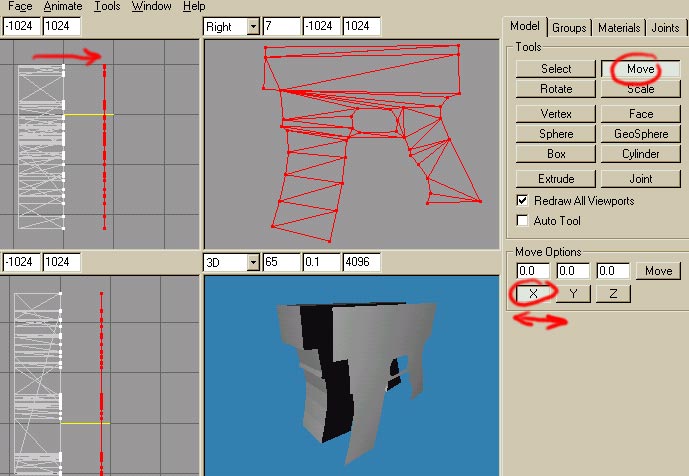 Face Animate Tools Window Help
-1024 1024
Right 7 -1024 1024
Model Groups Materials Joints
Tools
Select Move
Rotate Scale
Vertex Face
Sphere GeoSphere
Box Cylinder
Extrude Joint
Redraw All Viewports
Auto Tool
-1024 1024
3D 65 0.1 4096
Move Options
0.0 0.0 0.0 Move
X Y Z